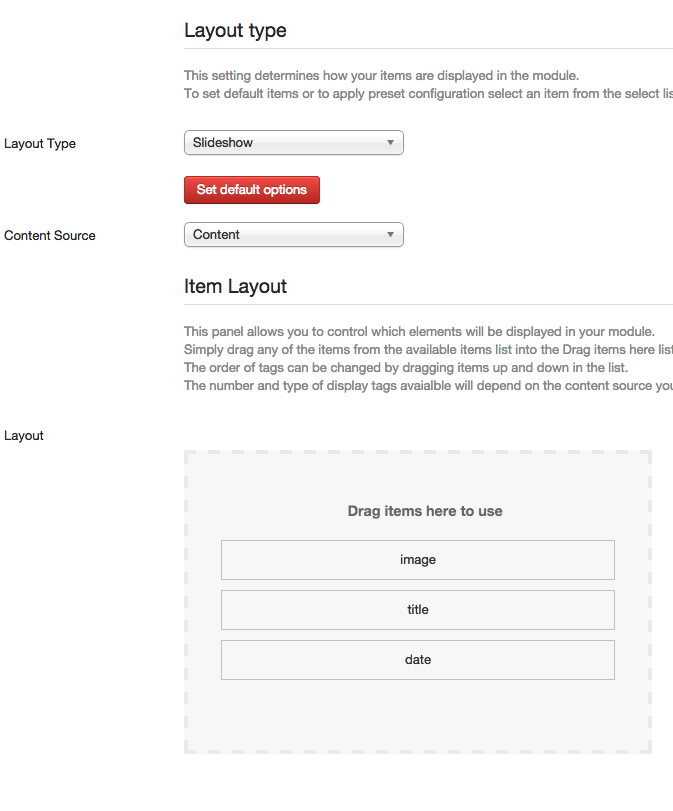 Layout type
This setting determines how your items are displayed in the module.
To set default items or to apply preset configuration select an item from the select
Layout Type
Slideshow
Set default options
Content Source
Content
Item Layout
This panel allows you to control which elements will be displayed in your module.
Simply drag any of the items from the available items list into the Drag items here list
The order of tags can be changed by dragging items up and down in the list.
The number and type of display tags avaialble will depend on the content source
Layout
Drag items here to use
image
title
date